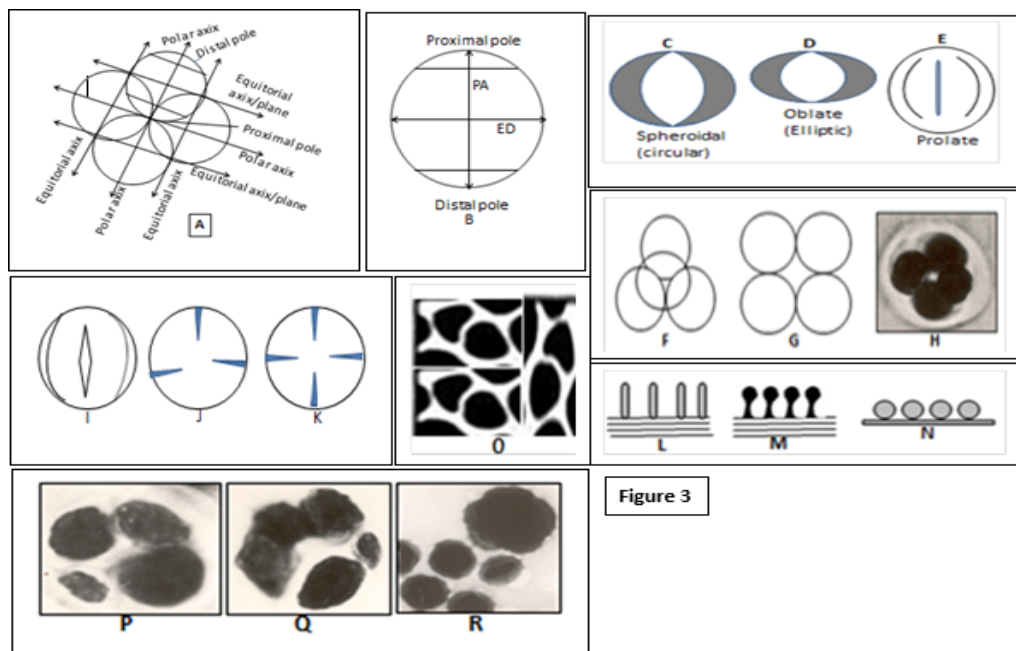 Polar axix
Distal pole
Equitorial
axix/plane
Proximal pole
Polar axix
Equitorial axix/plane
Equitorial axix
Polar axix
Equitorial axix
A
Proximal pole
PA
ED
Distal pole
B
C
D
E
Spheroidal
(circular)
Oblate
(Elliptic)
Prolate
F
G
H
I
J
K
O
L
M
N
P
Q
R
Figure 3